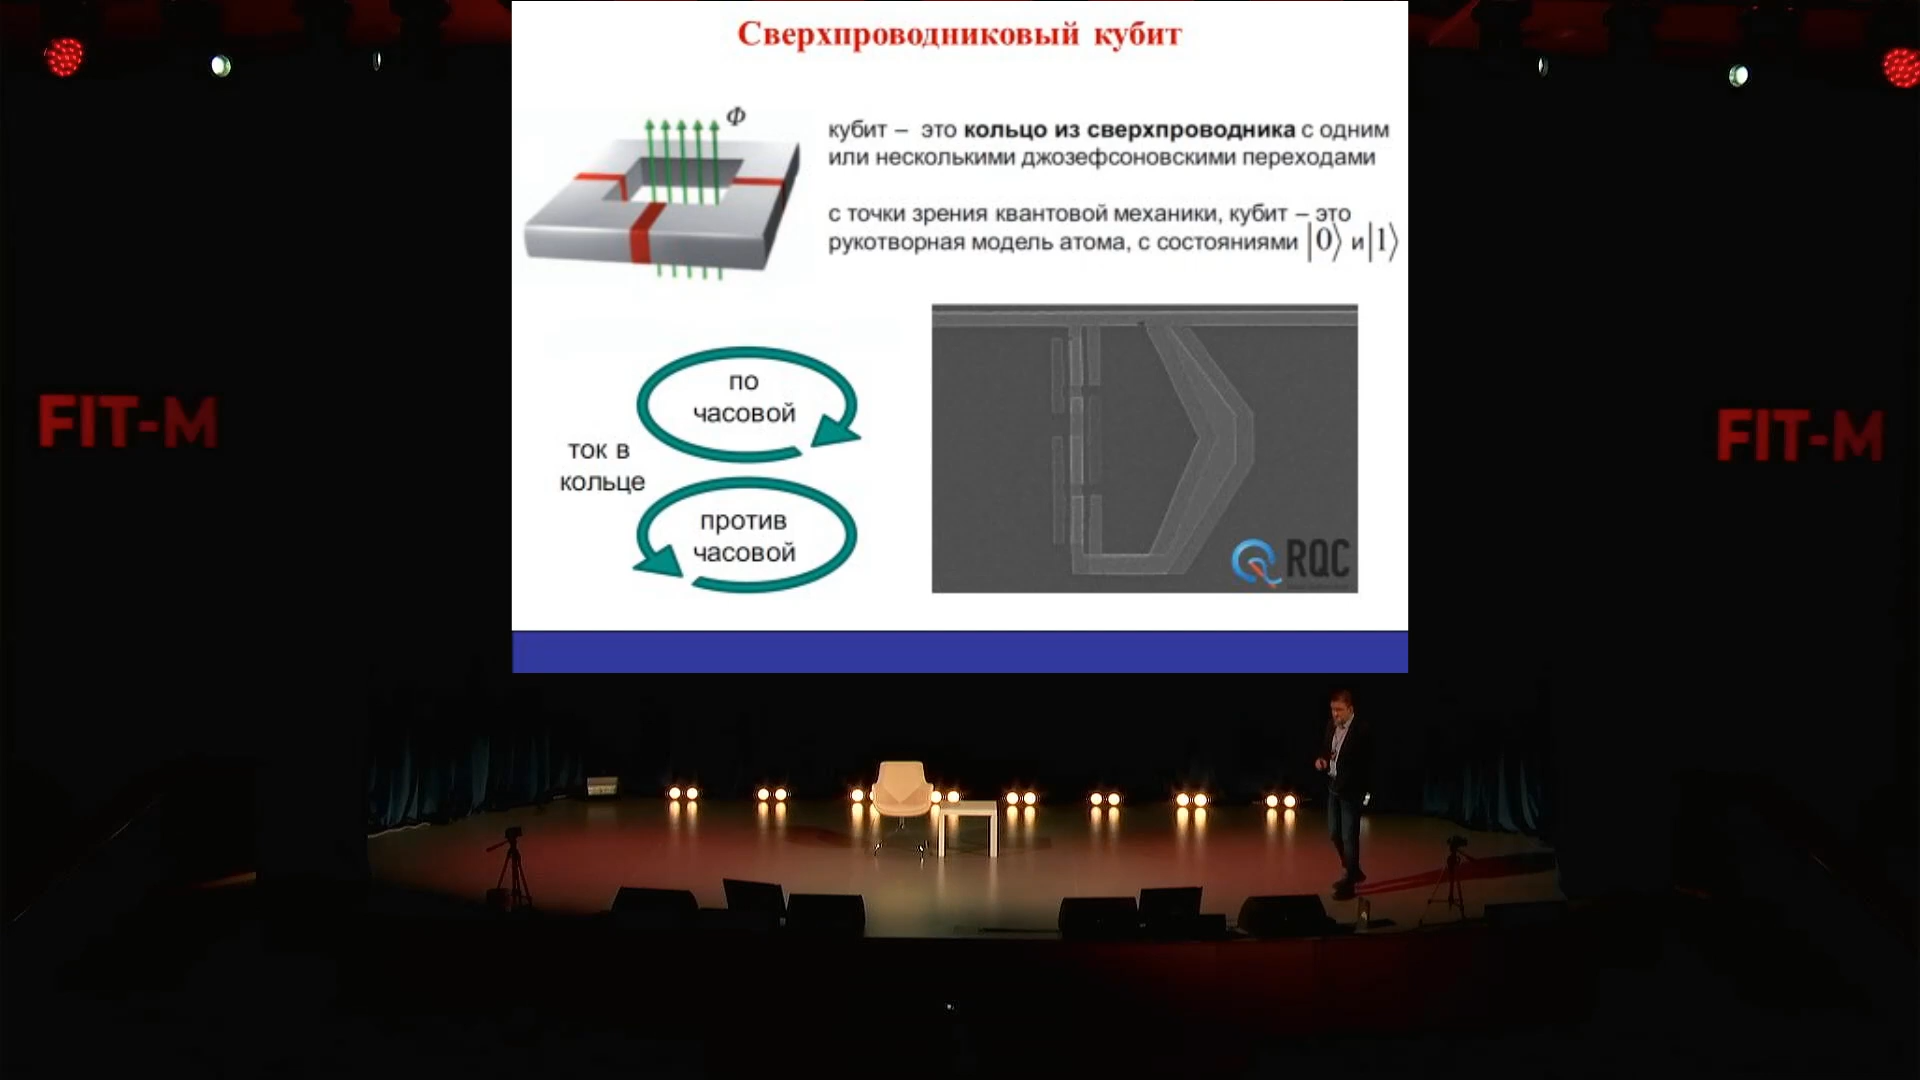 Сверхпроводниковый кубит
Φ
кубит – это кольцо из сверхпроводника с одним
или несколькими джозефсоновскими переходами
с точки зрения квантовой механики, кубит – это
рукотворная модель атома, с состояниями |0⟩ и |1⟩
по
часовой
ток в
кольце
против
часовой
RQC
FIT-M
FIT-M